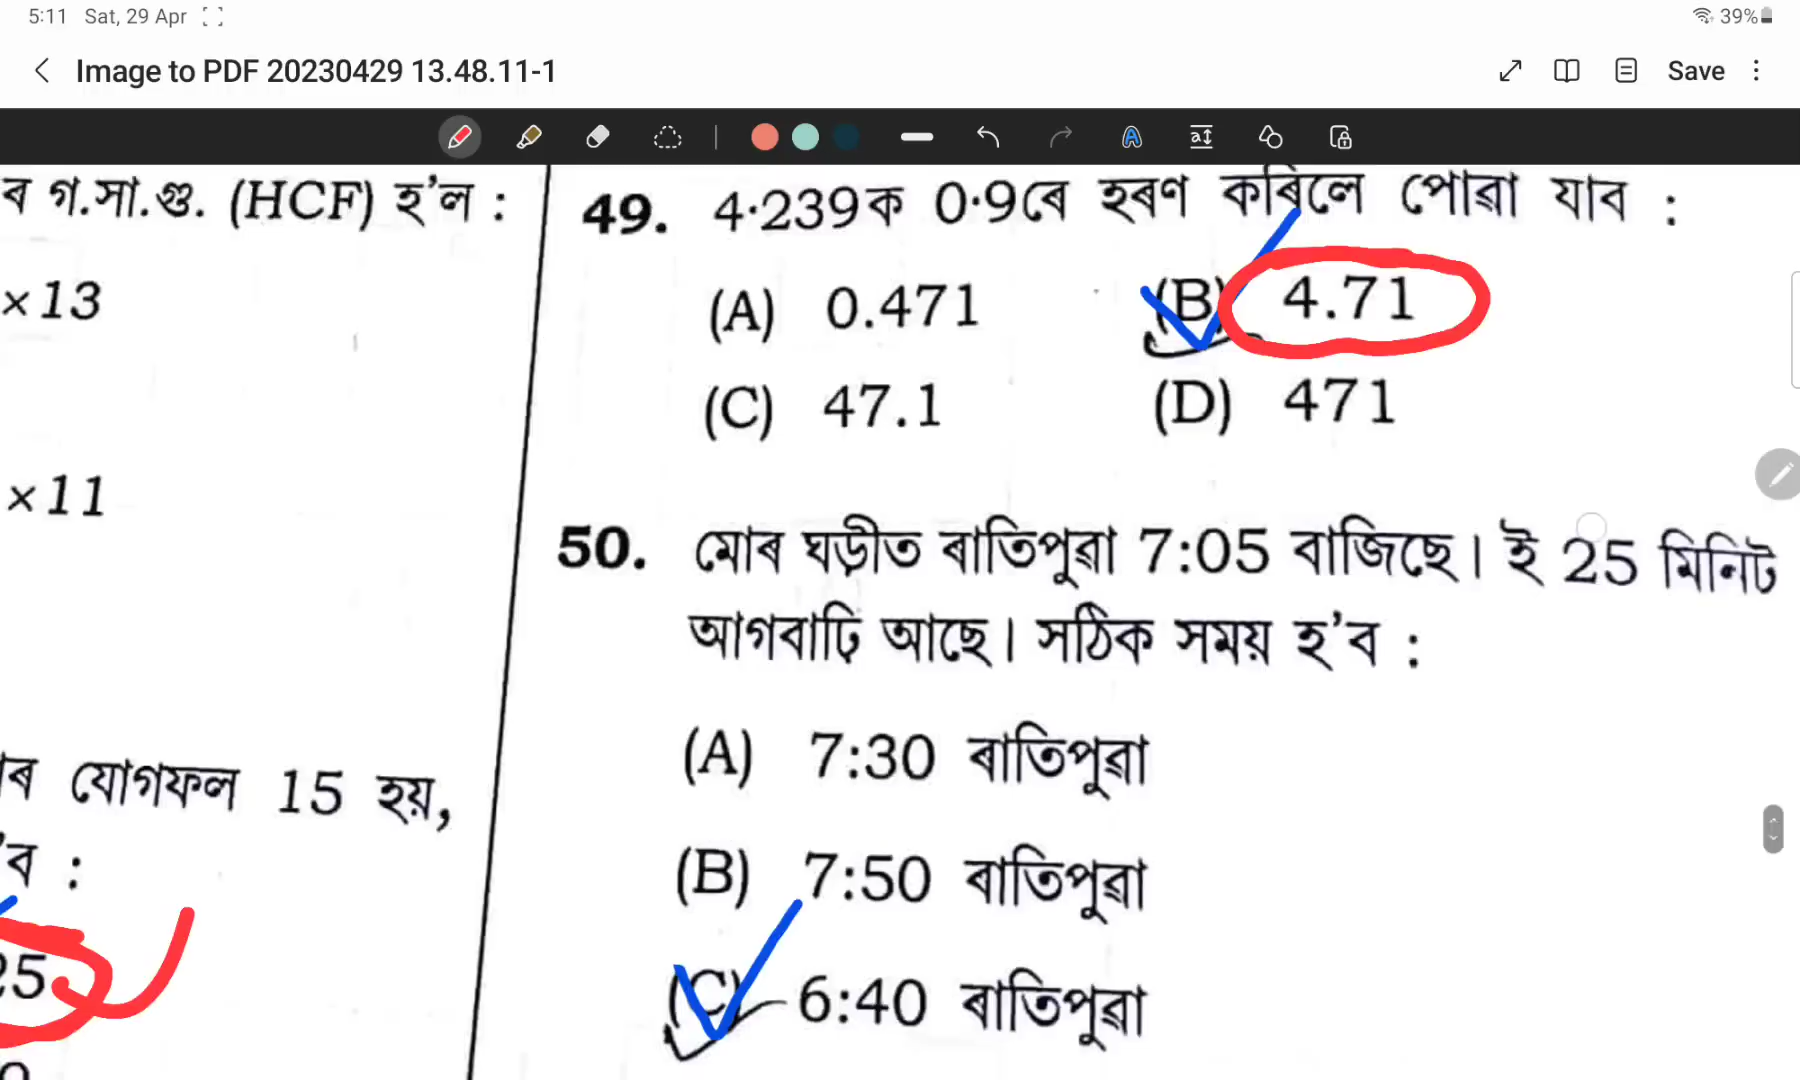 5:11 Sat, 29 Apr
39%
Image to PDF 20230429 13.48.11-1
Save
ৰ গ.সা.গু. (HCF) হ'ল :
×13
×11
ৰ যোগফল 15 হয়,
'ব :
25
49. 4·239ক 0·9ৰে হৰণ কৰিলে পোৱা যাব :
(A) 0.471
(B) 4.71
(C) 47.1
(D) 471
50. মোৰ ঘড়ীত ৰাতিপুৱা 7:05 বাজিছে। ই 25 মিনিট
আগবাঢ়ি আছে। সঠিক সময় হ'ব :
(A) 7:30 ৰাতিপুৱা
(B) 7:50 ৰাতিপুৱা
(C) 6:40 ৰাতিপুৱা